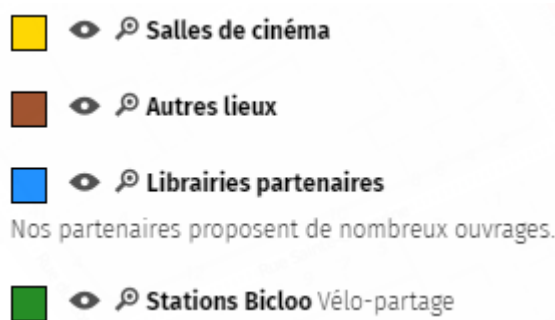 Salles de cinéma
Autres lieux
Librairies partenaires
Nos partenaires proposent de nombreux ouvrages.
Stations Bicloo Vélo-partage